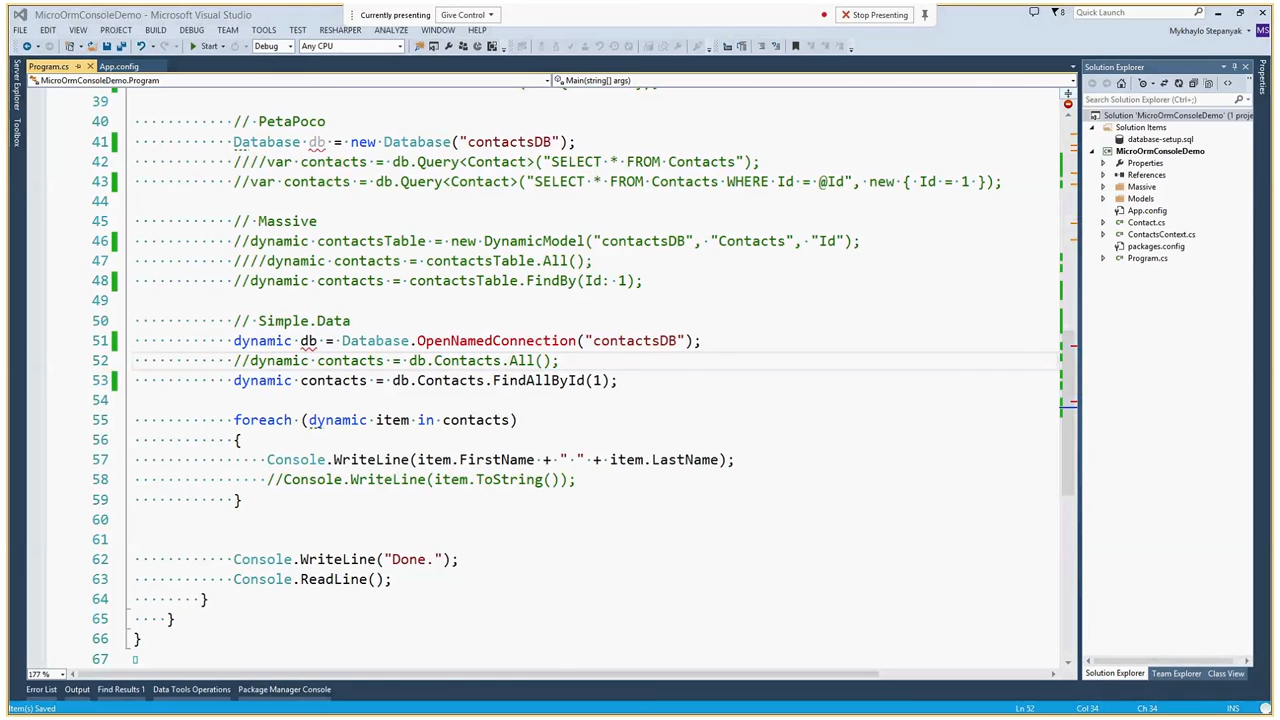 MicroOrmConsoleDemo - Microsoft Visual Studio
Currently presenting Give Control Stop Presenting
8 Quick Launch (Ctrl+Q)
FILE EDIT VIEW PROJECT BUILD DEBUG TEAM TOOLS TEST RESHARPER ANALYZE WINDOW HELP
Mykhaylo Stepanyak MS
Start Debug Any CPU
Program.cs App.config
MicroOrmConsoleDemo.Program Main(string[] args)
Server Explorer
Toolbox
39
40 // PetaPoco
41 Database db = new Database("contactsDB");
42 ////var contacts = db.Query<Contact>("SELECT * FROM Contacts");
43 //var contacts = db.Query<Contact>("SELECT * FROM Contacts WHERE Id = @Id", new { Id = 1 });
44
45 // Massive
46 //dynamic contactsTable = new DynamicModel("contactsDB", "Contacts", "Id");
47 ////dynamic contacts = contactsTable.All();
48 //dynamic contacts = contactsTable.FindBy(Id: 1);
49
50 // Simple.Data
51 dynamic db = Database.OpenNamedConnection("contactsDB");
52 //dynamic contacts = db.Contacts.All();
53 dynamic contacts = db.Contacts.FindAllById(1);
54
55 foreach (dynamic item in contacts)
56 {
57 Console.WriteLine(item.FirstName + " " + item.LastName);
58 //Console.WriteLine(item.ToString());
59 }
60
61
62 Console.WriteLine("Done.");
63 Console.ReadLine();
64 }
65 }
66 }
67
177 %
Solution Explorer
Search Solution Explorer (Ctrl+;)
Solution 'MicroOrmConsoleDemo' (1 proje
Solution Items
database-setup.sql
MicroOrmConsoleDemo
Properties
References
Massive
Models
App.config
Contact.cs
ContactsContext.cs
packages.config
Program.cs
Solution Explorer Team Explorer Class View
Properties
Error List Output Find Results 1 Data Tools Operations Package Manager Console
Item(s) Saved Ln 52 Col 34 Ch 34 INS